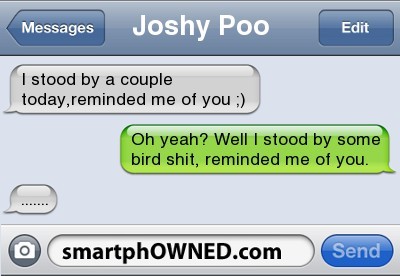 Messages
Joshy Poo
Edit
I stood by a couple
today,reminded me of you ;)
Oh yeah? Well I stood by some
bird shit, reminded me of you.
.......
smartphOWNED.com
Send